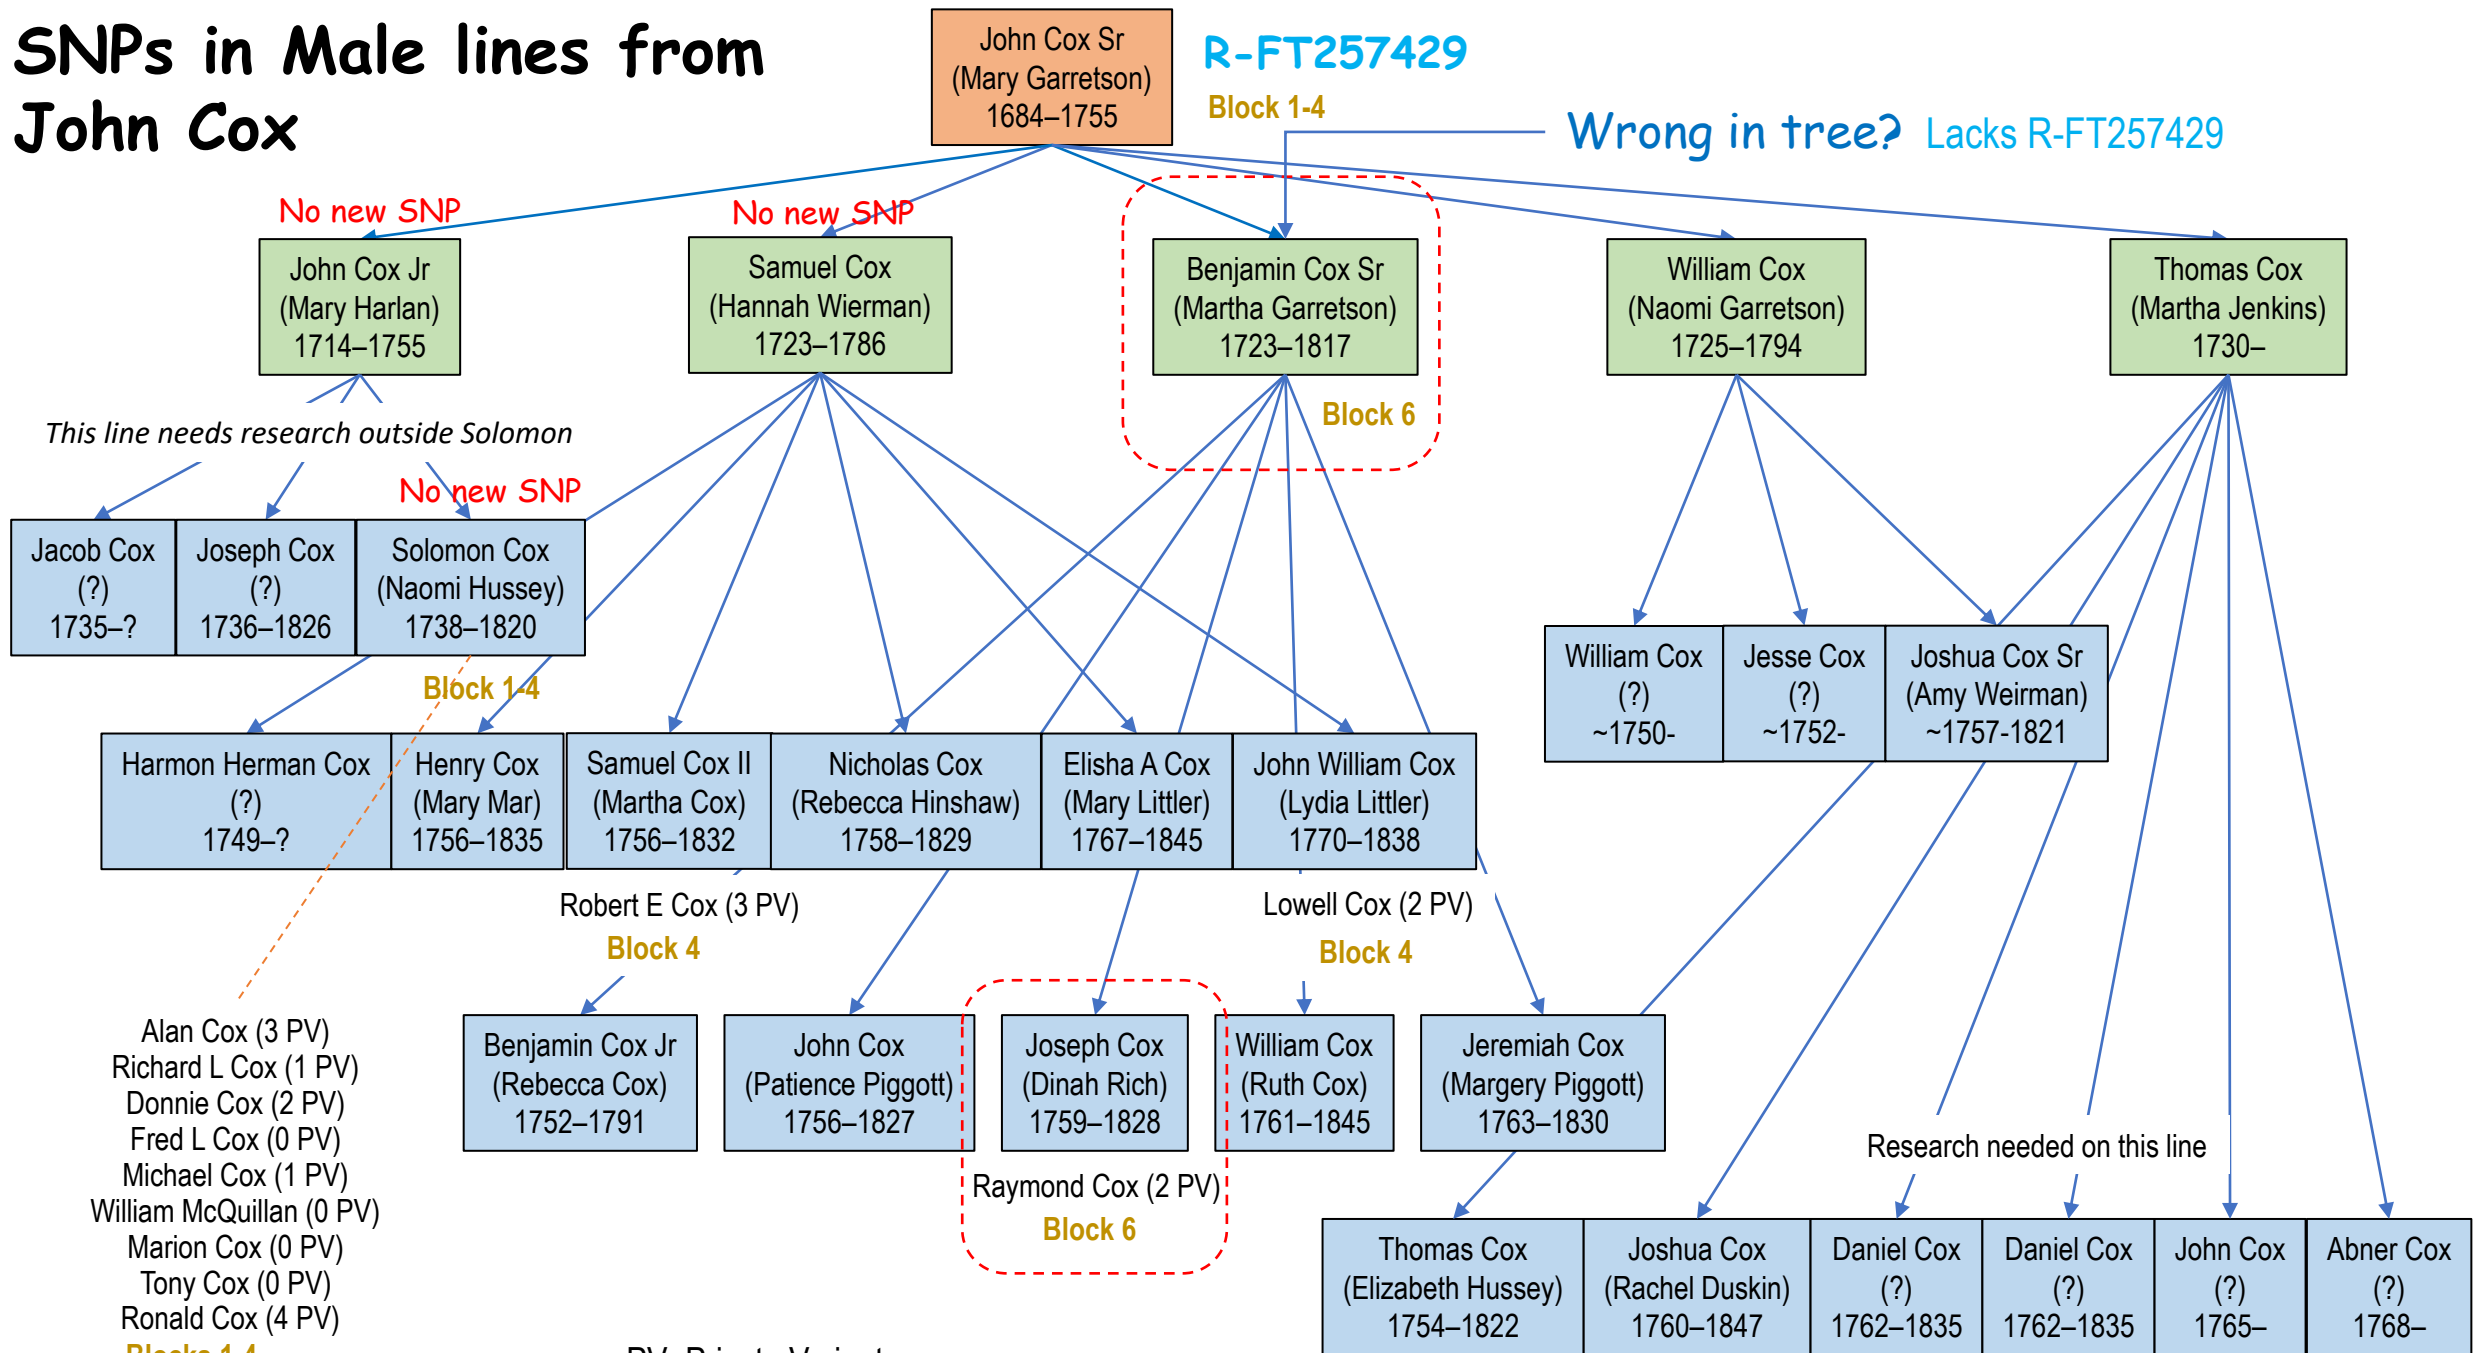 SNPs in Male lines from
John Cox
John Cox Sr
(Mary Garretson)
1684–1755
R-FT257429
Block 1-4
Wrong in tree? Lacks R-FT257429
No new SNP
No new SNP
John Cox Jr
(Mary Harlan)
1714–1755
Samuel Cox
(Hannah Wierman)
1723–1786
Benjamin Cox Sr
(Martha Garretson)
1723–1817
Block 6
William Cox
(Naomi Garretson)
1725–1794
Thomas Cox
(Martha Jenkins)
1730–
This line needs research outside Solomon
No new SNP
Jacob Cox
(?)
1735–?
Joseph Cox
(?)
1736–1826
Solomon Cox
(Naomi Hussey)
1738–1820
Block 1-4
William Cox
(?)
~1750-
Jesse Cox
(?)
~1752-
Joshua Cox Sr
(Amy Weirman)
~1757-1821
Harmon Herman Cox
(?)
1749–?
Henry Cox
(Mary Mar)
1756–1835
Samuel Cox II
(Martha Cox)
1756–1832
Nicholas Cox
(Rebecca Hinshaw)
1758–1829
Elisha A Cox
(Mary Littler)
1767–1845
John William Cox
(Lydia Littler)
1770–1838
Robert E Cox (3 PV)
Block 4
Lowell Cox (2 PV)
Block 4
Alan Cox (3 PV)
Richard L Cox (1 PV)
Donnie Cox (2 PV)
Fred L Cox (0 PV)
Michael Cox (1 PV)
William McQuillan (0 PV)
Marion Cox (0 PV)
Tony Cox (0 PV)
Ronald Cox (4 PV)
Blocks 1-4
Benjamin Cox Jr
(Rebecca Cox)
1752–1791
John Cox
(Patience Piggott)
1756–1827
Joseph Cox
(Dinah Rich)
1759–1828
Raymond Cox (2 PV)
Block 6
William Cox
(Ruth Cox)
1761–1845
Jeremiah Cox
(Margery Piggott)
1763–1830
Research needed on this line
Thomas Cox
(Elizabeth Hussey)
1754–1822
Joshua Cox
(Rachel Duskin)
1760–1847
Daniel Cox
(?)
1762–1835
Daniel Cox
(?)
1762–1835
John Cox
(?)
1765–
Abner Cox
(?)
1768–
PV Private Variant